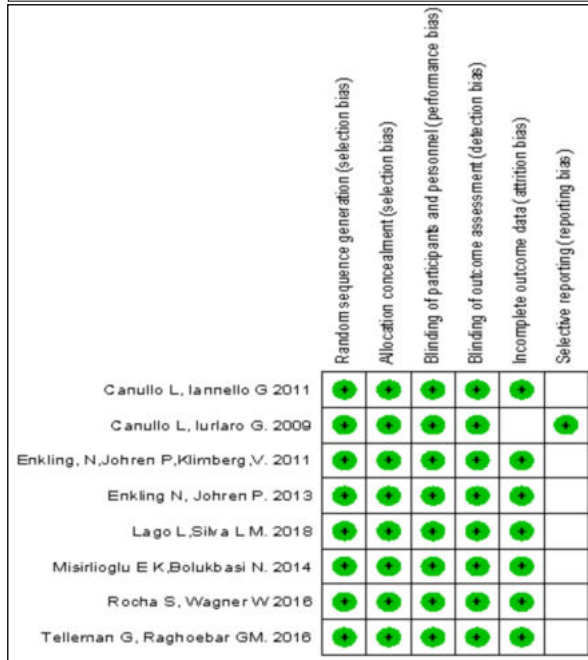 Random sequence generation (selection bias)
Allocation concealment (selection bias)
Blinding of participants and personnel (performance bias)
Blinding of outcome assessment (detection bias)
Incomplete outcome data (attrition bias)
Selective reporting (reporting bias)
Canullo L, Iannello G 2011
+ + + + +
Canullo L, Iurlaro G. 2009
+ + + + +
Enkling, N,Johren P,Klimberg,V. 2011
+ + + + +
Enkling N, Johren P. 2013
+ + + + +
Lago L,Silva L M. 2018
+ + + + +
Misirlioglu E K,Bolukbasi N. 2014
+ + + + +
Rocha S, Wagner W 2016
+ + + + +
Telleman G, Raghoebar GM. 2016
+ + + + +